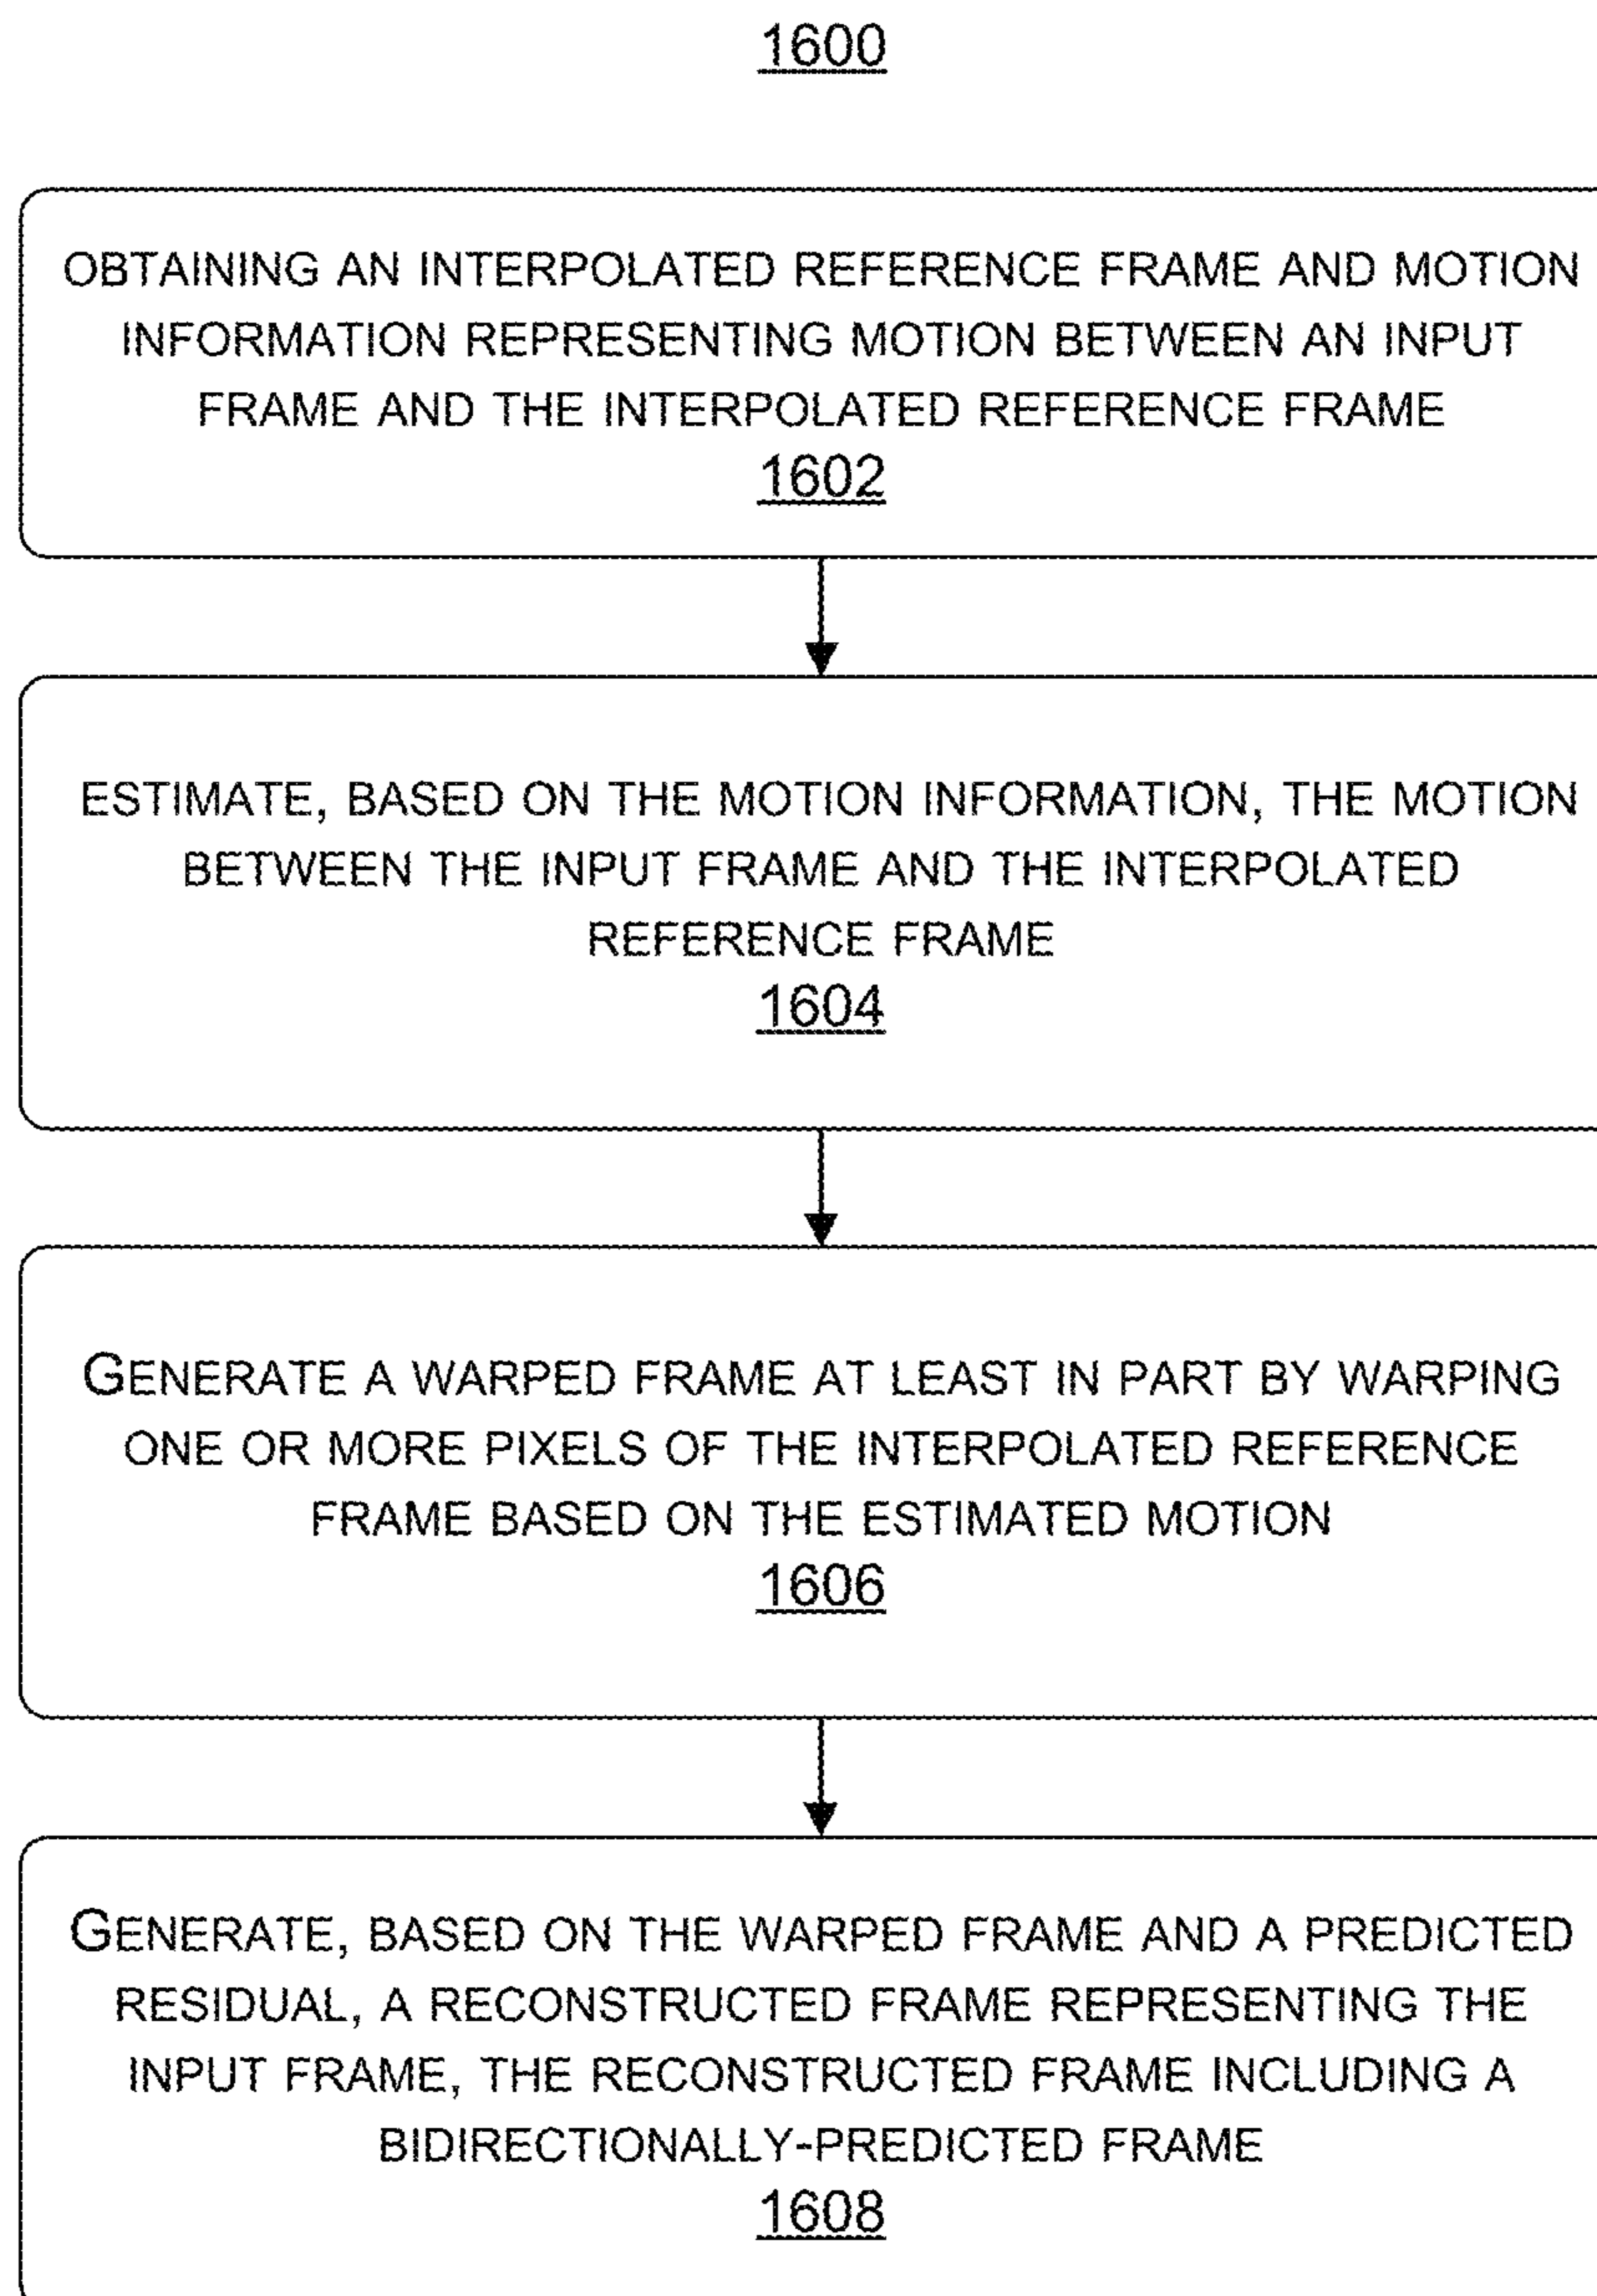 1600
OBTAINING AN INTERPOLATED REFERENCE FRAME AND MOTION
INFORMATION REPRESENTING MOTION BETWEEN AN INPUT
FRAME AND THE INTERPOLATED REFERENCE FRAME
1602
ESTIMATE, BASED ON THE MOTION INFORMATION, THE MOTION
BETWEEN THE INPUT FRAME AND THE INTERPOLATED
REFERENCE FRAME
1604
GENERATE A WARPED FRAME AT LEAST IN PART BY WARPING
ONE OR MORE PIXELS OF THE INTERPOLATED REFERENCE
FRAME BASED ON THE ESTIMATED MOTION
1606
GENERATE, BASED ON THE WARPED FRAME AND A PREDICTED
RESIDUAL, A RECONSTRUCTED FRAME REPRESENTING THE
INPUT FRAME, THE RECONSTRUCTED FRAME INCLUDING A
BIDIRECTIONALLY-PREDICTED FRAME
1608